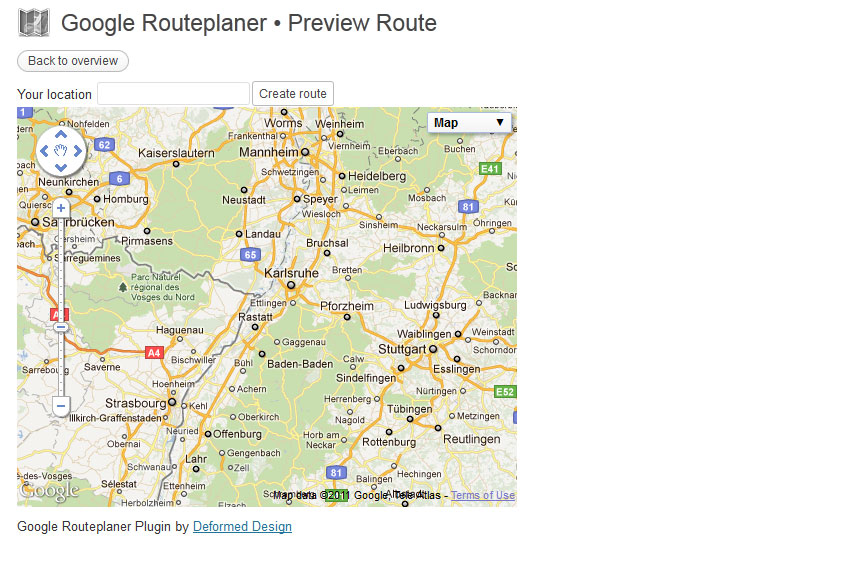 Google Routeplaner • Preview Route
Back to overview
Your location
Create route
Map
1
Nohfelden
Worms
Weinheim
62
Frankenthal
Viernheim
Buchen
Kaiserslautern
Mannheim
Eberbach
E41
Neunkirchen
6
Schwetzingen
Heidelberg
Leimen
Mosbach
Homburg
Neustadt
Speyer
Wiesloch
81
Saarbrücken
Sinsheim
Neckarsulm
Öhringen
Pirmasens
Landau
Bruchsal
Heilbronn
Sarreguemines
65
Karlsruhe
Bretten
Parc Naturel
régional des
Vosges du Nord
Ettlingen
Pforzheim
Ludwigsburg
Rastatt
Haguenau
Waiblingen
Weinstadt
A4
Gaggenau
Stuttgart
Schorndorf
Bischwiller
Bühl
Baden-Baden
Calw
Esslingen
Saverne
Sindelfingen
Hoenheim
Achern
Herrenberg
Nürtingen
E52
Strasbourg
Kehl
Tübingen
Illkirch-Graffenstaden
Oberkirch
Nagold
Metzingen
Neuried
Offenburg
Horb am
Neckar
Rottenburg
Reutlingen
Obernai
Gengenbach
Lahr
Zell
81
Hechingen
Balingen
Sélestat
Ettenheim
Herbolzheim
Google
Map data ©2011 Google, Tele Atlas - Terms of Use
Google Routeplaner Plugin by Deformed Design